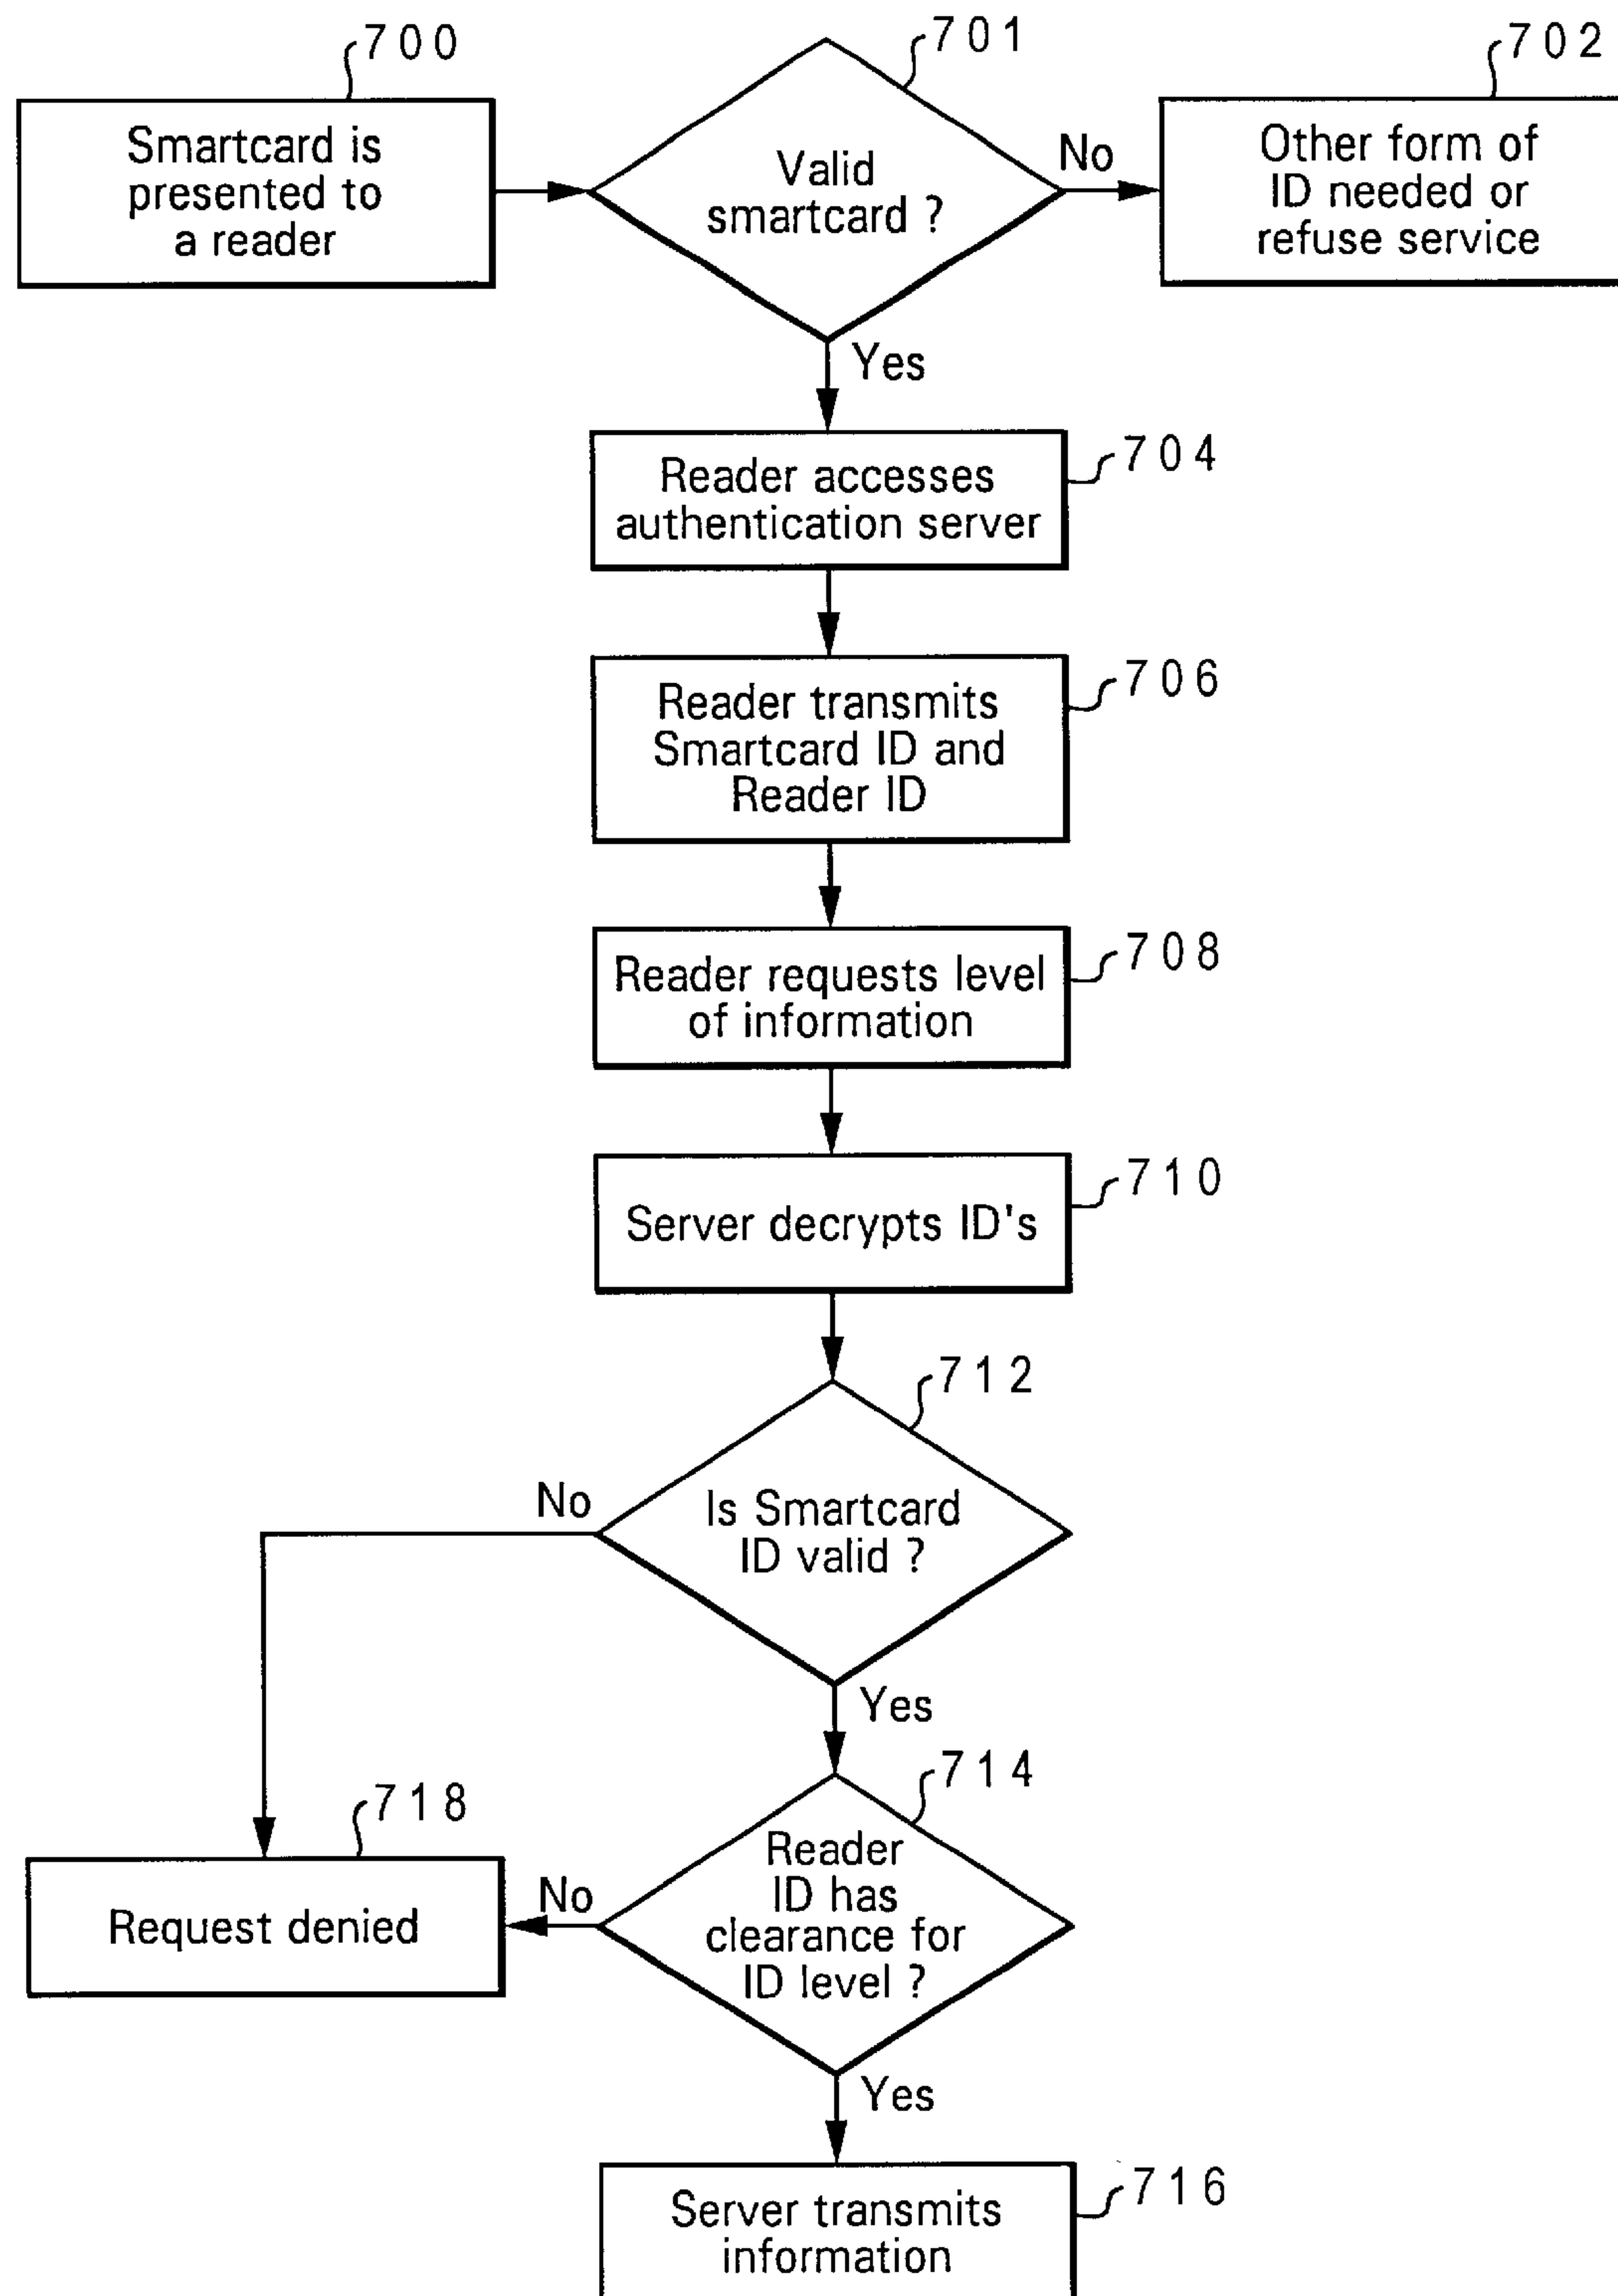 700
Smartcard is
presented to
a reader
701
Valid
smartcard ?
No
702
Other form of
ID needed or
refuse service
Yes
704
Reader accesses
authentication server
706
Reader transmits
Smartcard ID and
Reader ID
708
Reader requests level
of information
710
Server decrypts ID's
712
Is Smartcard
ID valid ?
No
Yes
714
Reader
ID has
clearance for
ID level ?
No
718
Request denied
Yes
716
Server transmits
information